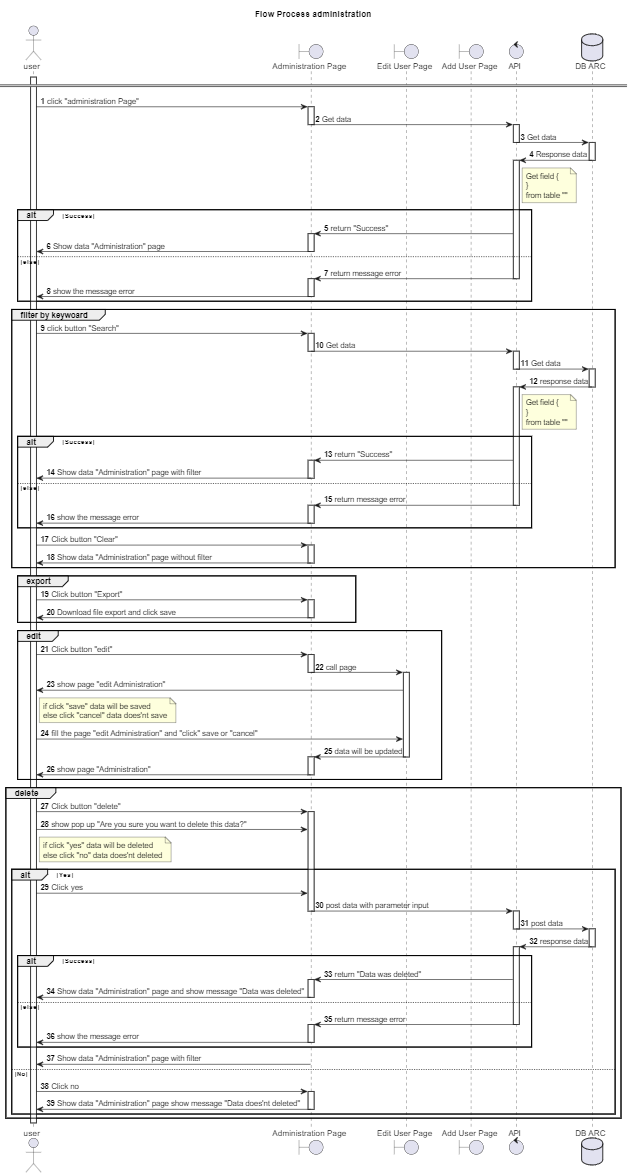 Flow Process administration
user
Administration Page
Edit User Page
Add User Page
API
DB ARC
1 click "administration Page"
2 Get data
3 Get data
4 Response data
Get field {
}
from table ""
alt [Success]
5 return "Success"
6 Show data "Administration" page
[else]
7 return message error
8 show the message error
filter by keywoard
9 click button "Search"
10 Get data
11 Get data
12 response data
Get field {
}
from table ""
alt [Success]
13 return "Success"
14 Show data "Administration" page with filter
[else]
15 return message error
16 show the message error
17 Click button "Clear"
18 Show data "Administration" page without filter
export
19 Click button "Export"
20 Download file export and click save
edit
21 Click button "edit"
22 call page
23 show page "edit Administration"
if click "save" data will be saved
else click "cancel" data does'nt save
24 fill the page "edit Administration" and "click" save or "cancel"
25 data will be updated
26 show page "Administration"
delete
27 Click button "delete"
28 show pop up "Are you sure you want to delete this data?"
if click "yes" data will be deleted
else click "no" data does'nt deleted
alt [Yes]
29 Click yes
30 post data with parameter input
31 post data
32 response data
alt [Success]
33 return "Data was deleted"
34 Show data "Administration" page and show message "Data was deleted"
[else]
35 return message error
36 show the message error
37 Show data "Administration" page with filter
[No]
38 Click no
39 Show data "Administration" page show message "Data does'nt deleted"
user
Administration Page
Edit User Page
Add User Page
API
DB ARC